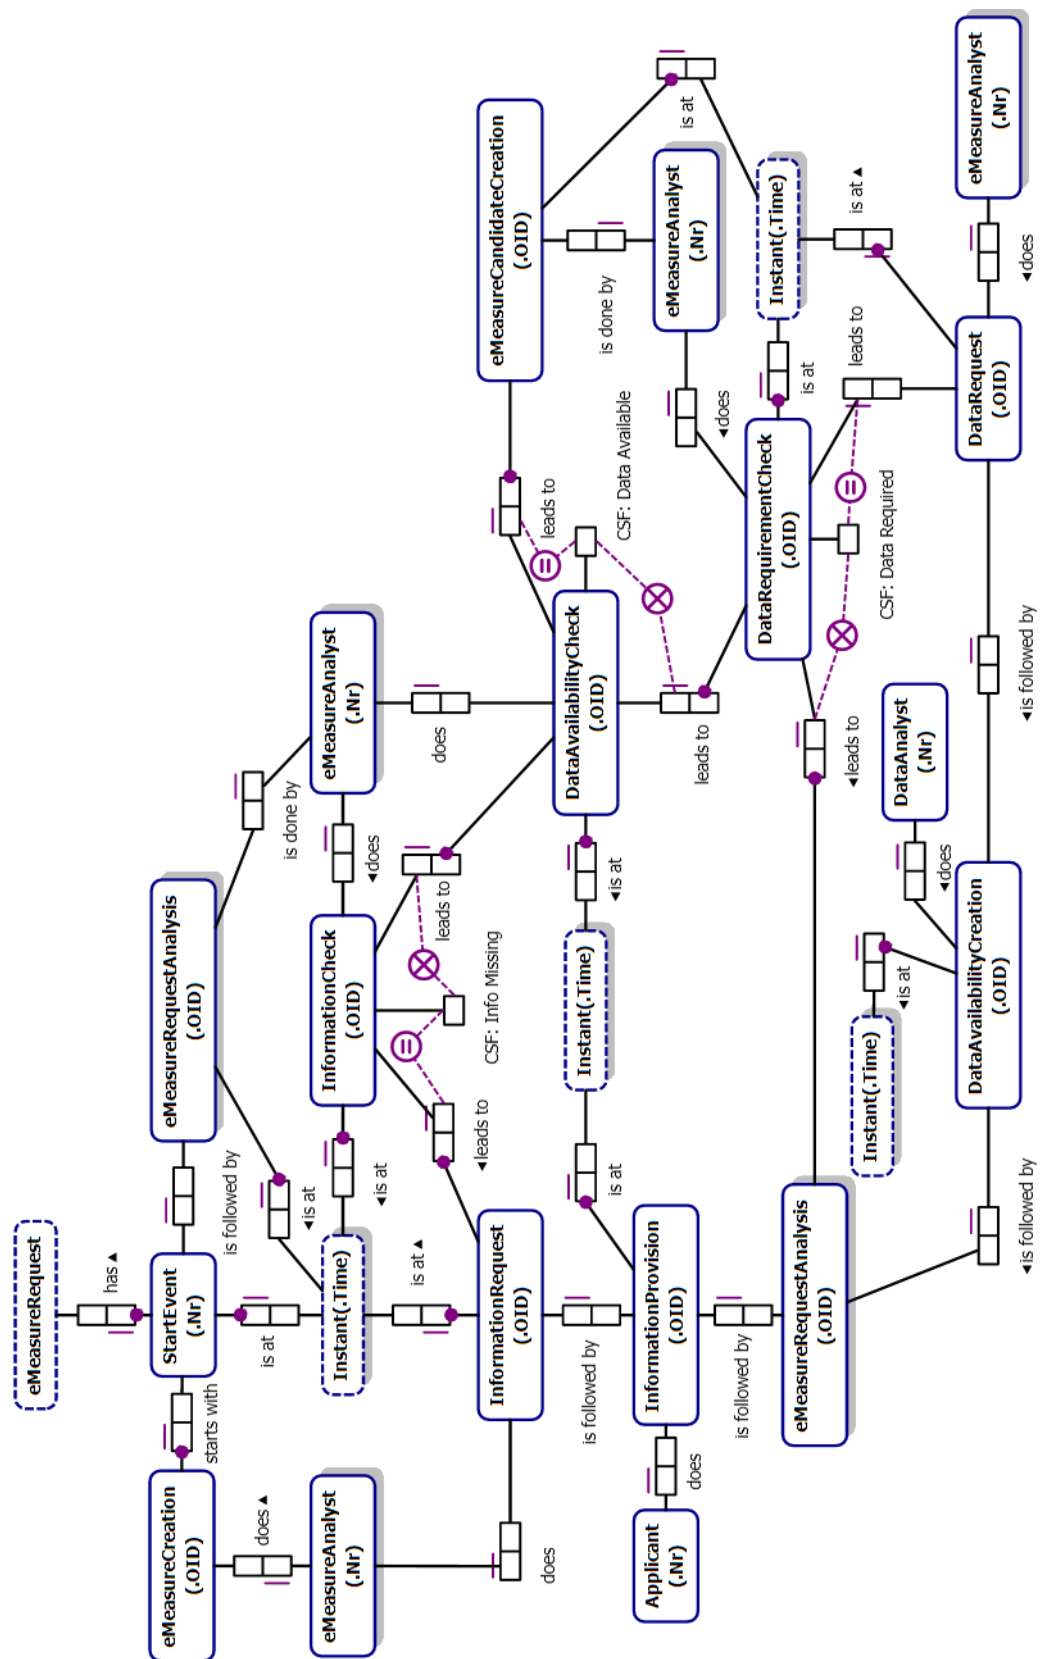 eMeasureRequest
has ▲
eMeasureCreation
(.OID)
starts with
StartEvent
(.Nr)
is followed by
eMeasureRequestAnalysis
(.OID)
does ▲
is at
◄is at
is done by
eMeasureAnalyst
(.Nr)
Instant(.Time)
◄is at
InformationCheck
(.OID)
◄does
eMeasureAnalyst
(.Nr)
is at ▲
◄leads to
leads to
does
CSF: Info Missing
InformationRequest
(.OID)
eMeasureCandidateCreation
(.OID)
does
leads to
is followed by
Instant(.Time)
◄is at
DataAvailabilityCheck
(.OID)
is at
CSF: Data Available
is done by
Applicant
(.Nr)
does
InformationProvision
(.OID)
eMeasureAnalyst
(.Nr)
is at
is followed by
leads to
◄does
eMeasureRequestAnalysis
(.OID)
DataRequirementCheck
(.OID)
is at
Instant(.Time)
◄leads to
leads to
is at ▲
CSF: Data Required
Instant(.Time)
◄is at
DataAnalyst
(.Nr)
◄does
DataAvailabilityCreation
(.OID)
DataRequest
(.OID)
eMeasureAnalyst
(.Nr)
◄is followed by
◄is followed by
◄does